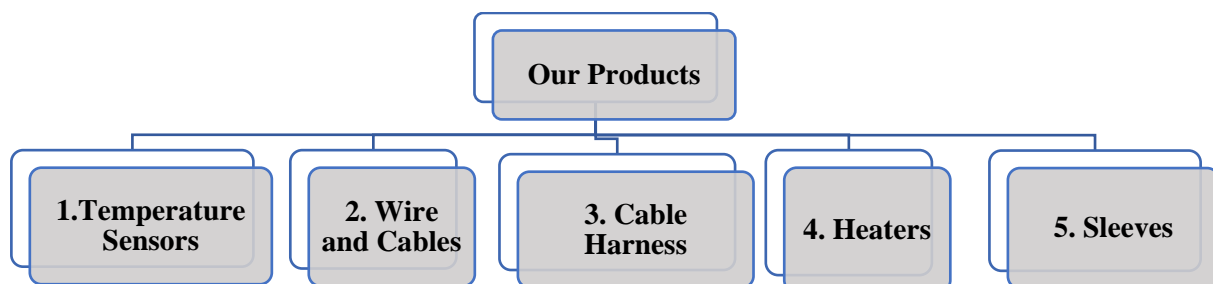 Our Products
1.Temperature
Sensors
2. Wire
and Cables
3. Cable
Harness
4. Heaters
5. Sleeves